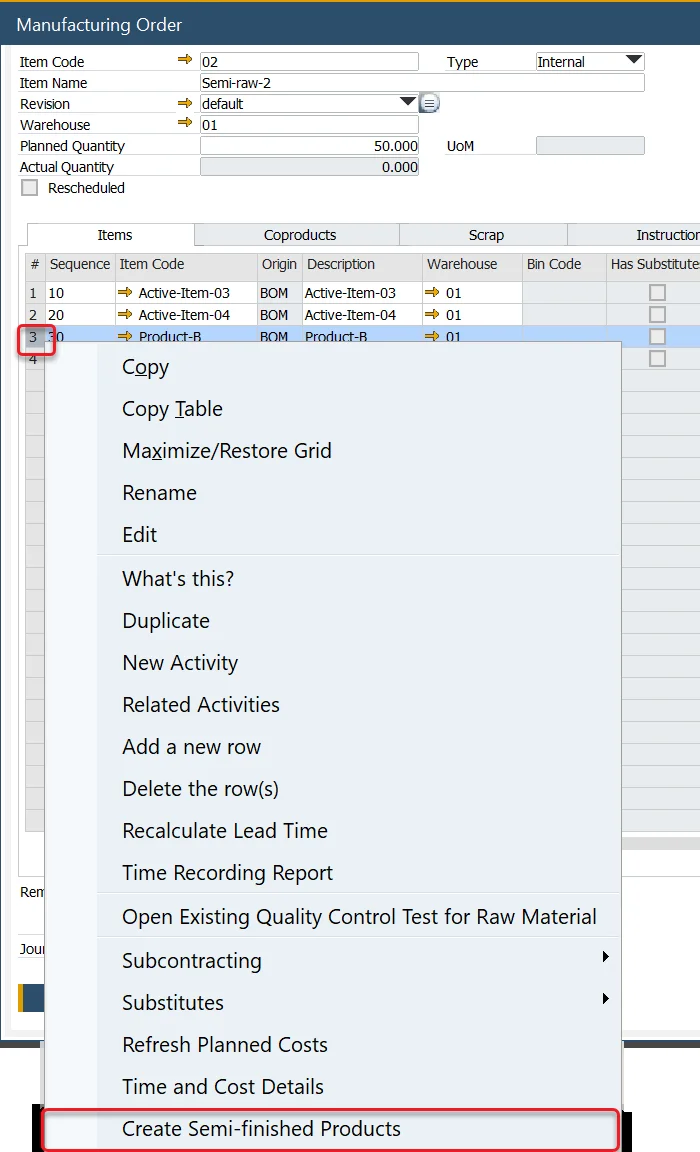 Manufacturing Order
Item Code 02 Type Internal
Item Name Semi-raw-2
Revision default
Warehouse 01
Planned Quantity 50.000 UoM
Actual Quantity 0.000
Rescheduled
Items Coproducts Scrap Instruction
# Sequence Item Code Origin Description Warehouse Bin Code Has Substitutes
1 10 Active-Item-03 BOM Active-Item-03 01
2 20 Active-Item-04 BOM Active-Item-04 01
3 30 Product-B BOM Product-B 01
4
Copy
Copy Table
Maximize/Restore Grid
Rename
Edit
What's this?
Duplicate
New Activity
Related Activities
Add a new row
Delete the row(s)
Recalculate Lead Time
Time Recording Report
Rem
Open Existing Quality Control Test for Raw Material
Jour
Subcontracting
Substitutes
Refresh Planned Costs
Time and Cost Details
Create Semi-finished Products